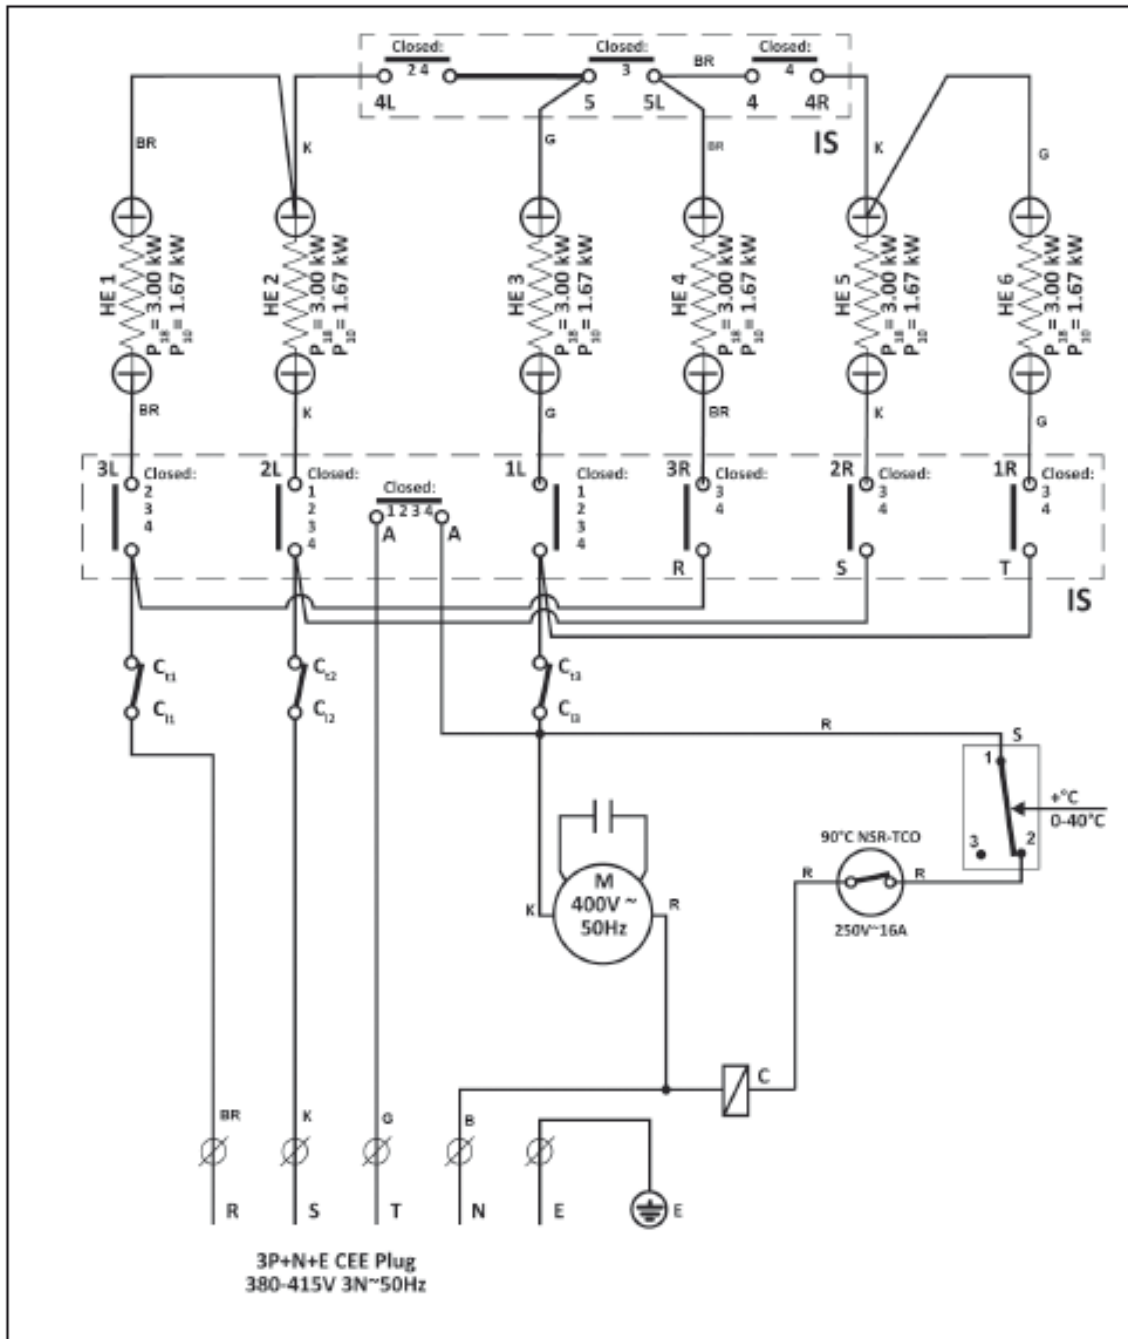 Closed: Closed: Closed:
2 4 3 BR 4
4L 5 5L 4 4R
IS
BR K G BR K G
HE 1 P18 = 3.00 kW P10 = 1.67 kW
HE 2 P18 = 3.00 kW P10 = 1.67 kW
HE 3 P18 = 3.00 kW P10 = 1.67 kW
HE 4 P18 = 3.00 kW P10 = 1.67 kW
HE 5 P18 = 3.00 kW P10 = 1.67 kW
HE 6 P18 = 3.00 kW P10 = 1.67 kW
BR K G BR K G
3L Closed: 2 3 4
2L Closed: 1 2 3 4
Closed: 1 2 3 4
A A
1L Closed: 1 2 3 4
3R Closed: 3 4
2R Closed: 3 4
1R Closed: 3 4
R S T
IS
Ct1 Ct2 Ct3
Cl1 Cl2 Cl3
R S
1
+°C
0-40°C
3 2
90°C NSR-TCO
R R
250V~16A
M
400V ~
50Hz
K R
C
BR K G B
R S T N E E
3P+N+E CEE Plug
380-415V 3N~50Hz